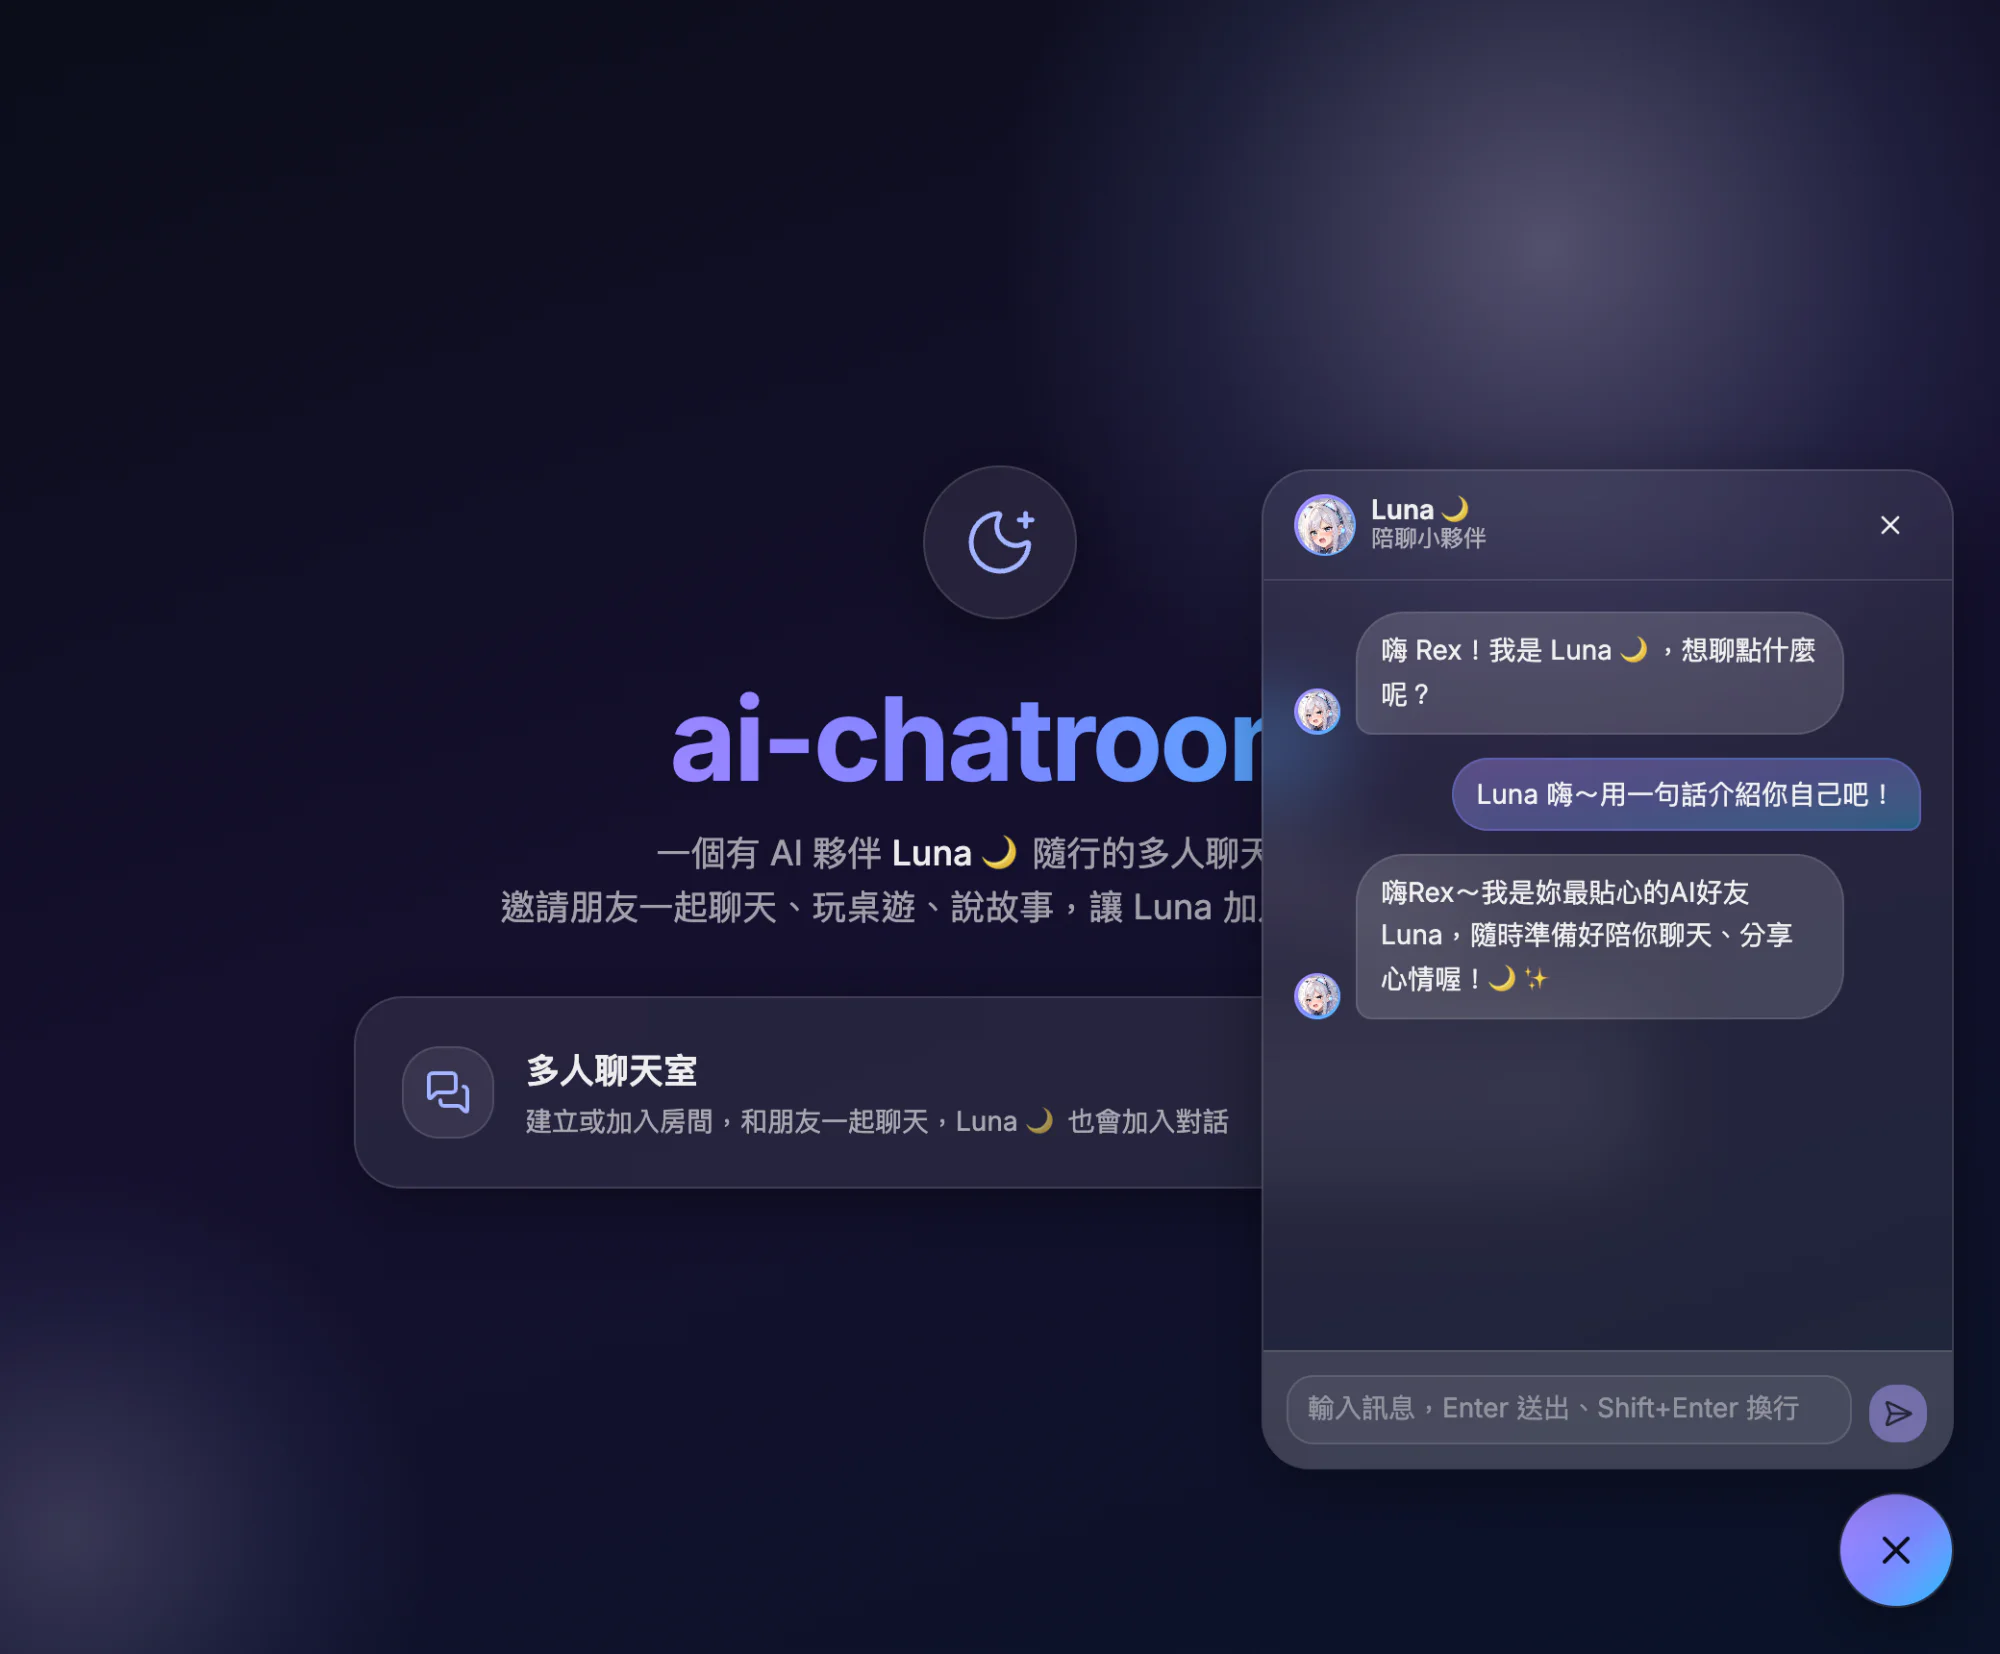 ai-chatroo
一個有 AI 夥伴 Luna🌙 隨行的多人聊天
邀請朋友一起聊天、玩桌遊、說故事，讓 Luna 加
多人聊天室
建立或加入房間，和朋友一起聊天，Luna🌙 也會加入對話
Luna🌙
陪聊小夥伴
嗨 Rex！我是 Luna🌙，想聊點什麼
呢？
Luna 嗨～用一句話介紹你自己吧！
嗨Rex～我是妳最貼心的AI好友
Luna，隨時準備好陪你聊天、分享
心情喔！🌙✨
輸入訊息，Enter 送出、Shift+Enter 換行